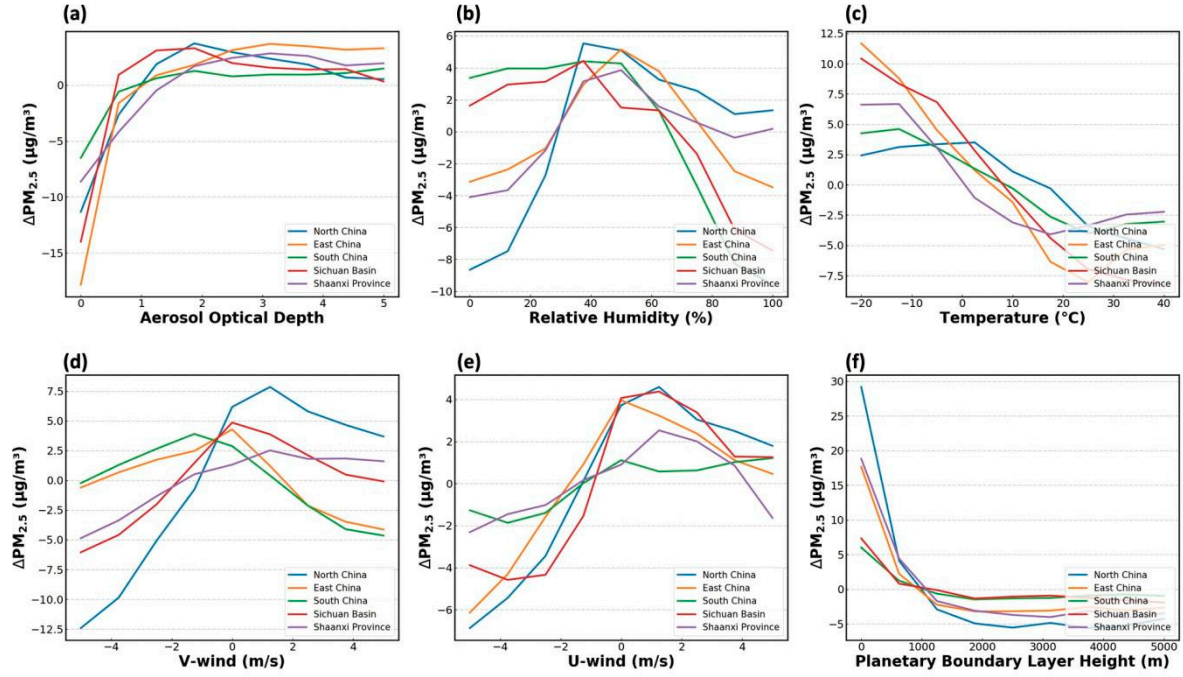 (a)
ΔPM2.5 (μg/m³)
0
−5
−10
−15
0 1 2 3 4 5
Aerosol Optical Depth
North China
East China
South China
Sichuan Basin
Shaanxi Province
(b)
ΔPM2.5 (μg/m³)
6
4
2
0
−2
−4
−6
−8
−10
0 20 40 60 80 100
Relative Humidity (%)
North China
East China
South China
Sichuan Basin
Shaanxi Province
(c)
ΔPM2.5 (μg/m³)
12.5
10.0
7.5
5.0
2.5
0.0
−2.5
−5.0
−7.5
−20 −10 0 10 20 30 40
Temperature (°C)
North China
East China
South China
Sichuan Basin
Shaanxi Province
(d)
ΔPM2.5 (μg/m³)
7.5
5.0
2.5
0.0
−2.5
−5.0
−7.5
−10.0
−12.5
−4 −2 0 2 4
V-wind (m/s)
North China
East China
South China
Sichuan Basin
Shaanxi Province
(e)
ΔPM2.5 (μg/m³)
4
2
0
−2
−4
−6
−4 −2 0 2 4
U-wind (m/s)
North China
East China
South China
Sichuan Basin
Shaanxi Province
(f)
ΔPM2.5 (μg/m³)
30
25
20
15
10
5
0
−5
0 1000 2000 3000 4000 5000
Planetary Boundary Layer Height (m)
North China
East China
South China
Sichuan Basin
Shaanxi Province